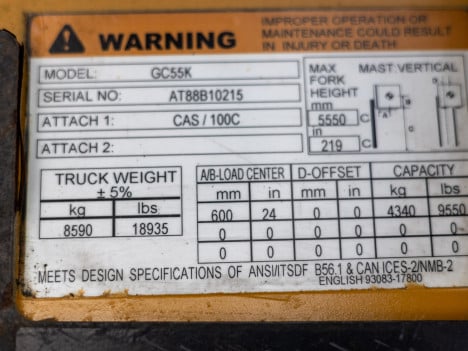 WARNING
IMPROPER OPERATION OR
MAINTENANCE COULD RESULT
IN INJURY OR DEATH
MODEL: GC55K
SERIAL NO: AT88B10215
ATTACH 1: CAS / 100C
ATTACH 2:
MAX FORK HEIGHT
mm
5550 C
in
219 C
MAST VERTICAL
TRUCK WEIGHT
± 5%
kg lbs
8590 18935
A/B-LOAD CENTER D-OFFSET CAPACITY
mm in mm in kg lbs
600 24 0 0 4340 9550
0 0 0 0 0 0
0 0 0 0 0 0
MEETS DESIGN SPECIFICATIONS OF ANSI/ITSDF B56.1 & CAN ICES-2/NMB-2
ENGLISH 93083-17800